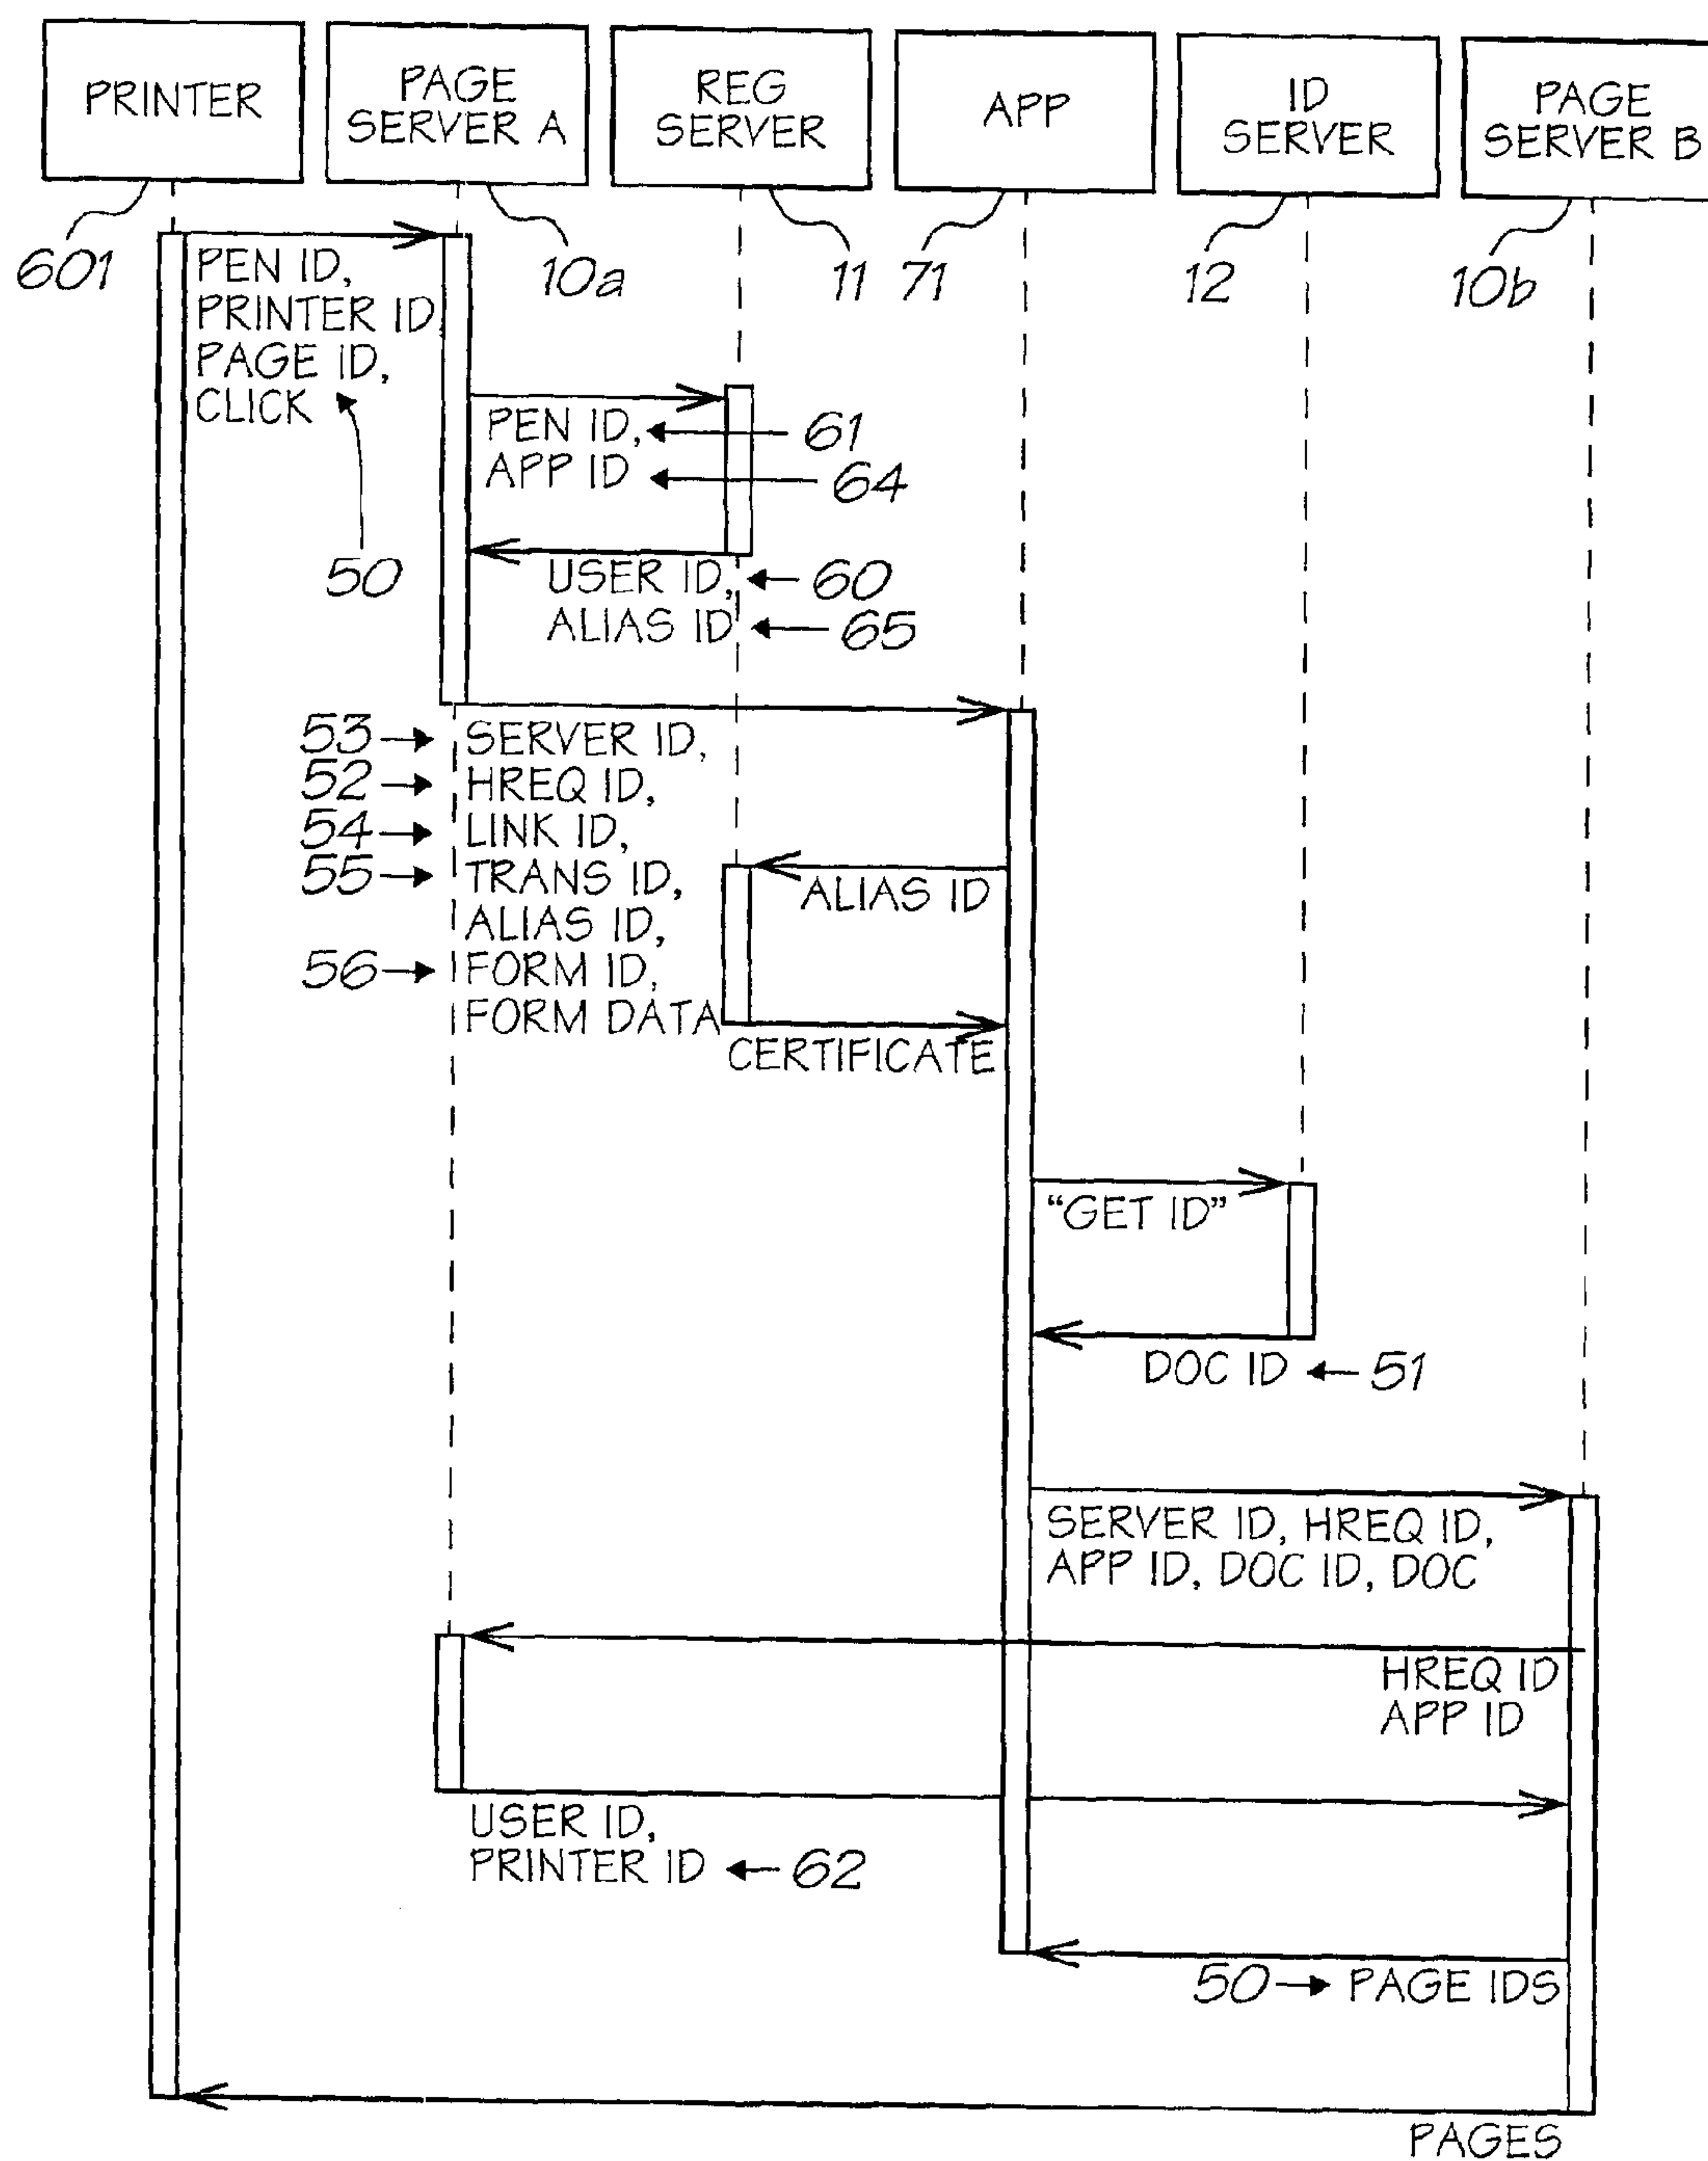 PRINTER
PAGE
SERVER A
REG
SERVER
APP
ID
SERVER
PAGE
SERVER B
601
10a
11
71
12
10b
PEN ID,
PRINTER ID
PAGE ID,
CLICK
50
PEN ID, 61
APP ID 64
USER ID, 60
ALIAS ID 65
53 SERVER ID,
52 HREQ ID,
54 LINK ID,
55 TRANS ID,
ALIAS ID,
56 FORM ID,
FORM DATA
ALIAS ID
CERTIFICATE
“GET ID”
DOC ID 51
SERVER ID, HREQ ID,
APP ID, DOC ID, DOC
HREQ ID
APP ID
USER ID,
PRINTER ID 62
50 PAGE IDS
PAGES